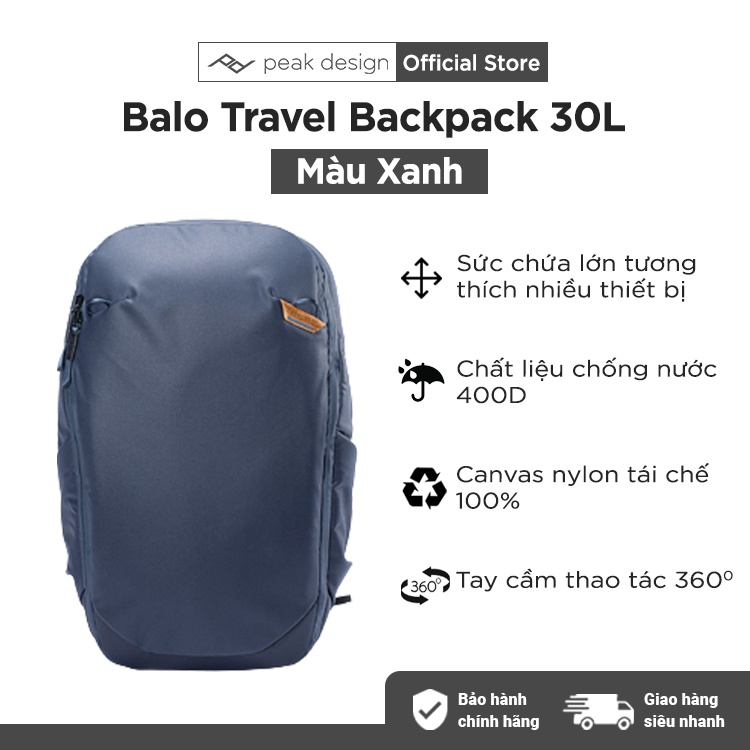 peak design Official Store
Balo Travel Backpack 30L
Màu Xanh
Sức chứa lớn tương
thích nhiều thiết bị
Chất liệu chống nước
400D
Canvas nylon tái chế
100%
360°
Tay cầm thao tác 360⁰
Bảo hành
chính hãng
Giao hàng
siêu nhanh